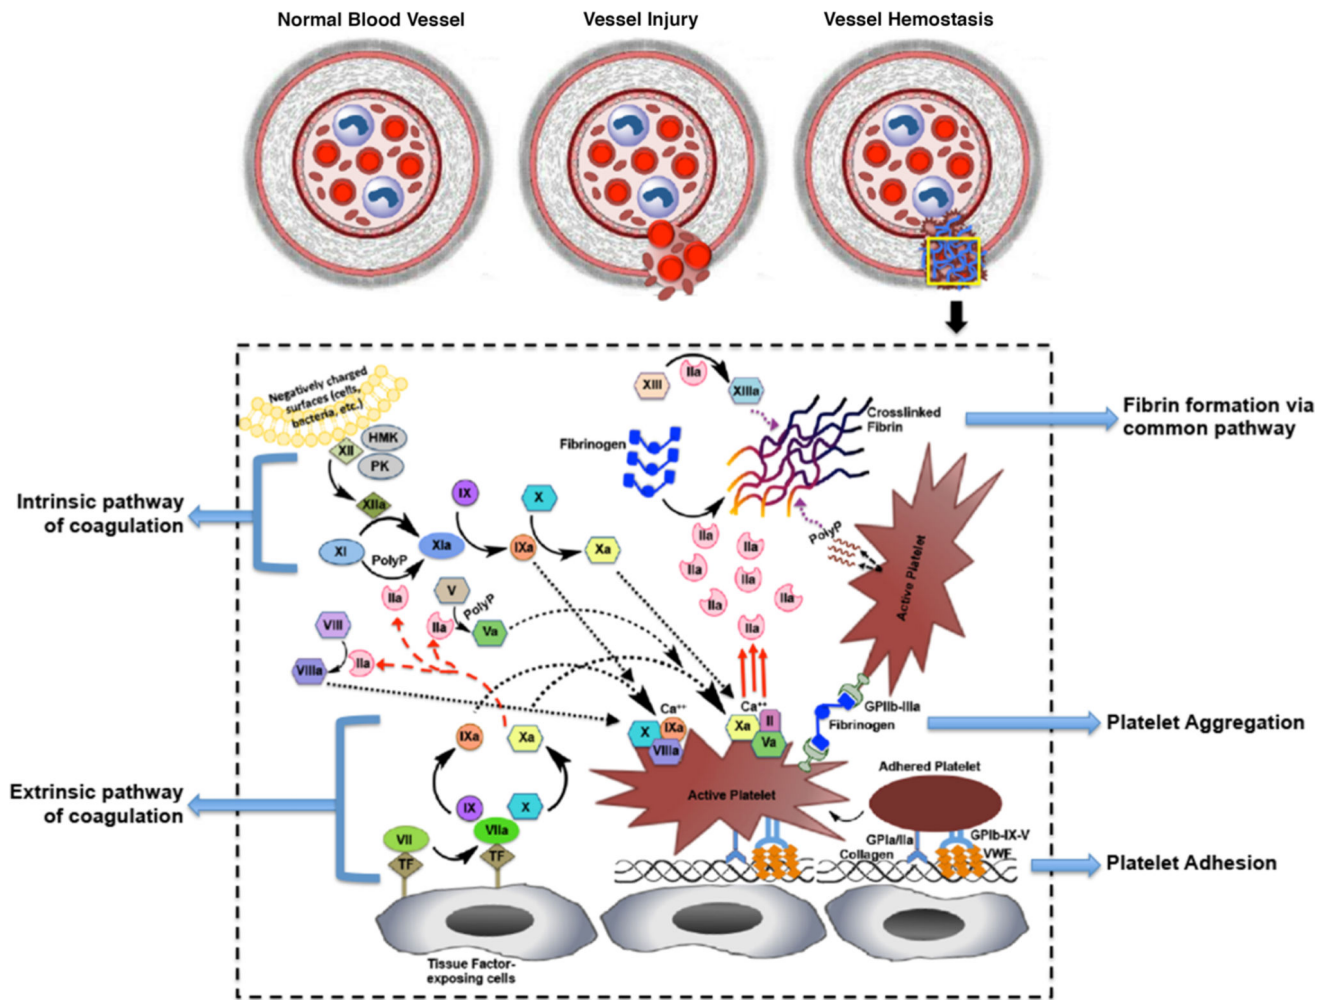 Normal Blood Vessel
Vessel Injury
Vessel Hemostasis
Negatively charged
surfaces (cells,
bacteria, etc.)
XII
HMK
PK
XIIa
XI
PolyP
XIa
IX
IXa
X
Xa
IIa
V
PolyP
IIa
Va
VIII
IIa
VIIIa
XIII
IIa
XIIIa
Fibrinogen
Crosslinked
Fibrin
IIa
IIa
IIa
IIa
IIa
IIa
IIa
PolyP
Active Platelet
Fibrin formation via
common pathway
Intrinsic pathway
of coagulation
Extrinsic pathway
of coagulation
IXa
Xa
IX
X
VII
VIIa
TF
TF
Tissue Factor-
exposing cells
Ca++
X
IXa
VIIIa
Ca++
Xa
II
Va
Active Platelet
GPIIb-IIIa
Fibrinogen
Platelet Aggregation
Adhered Platelet
GPIa/IIa
GPIb-IX-V
Collagen
VWF
Platelet Adhesion